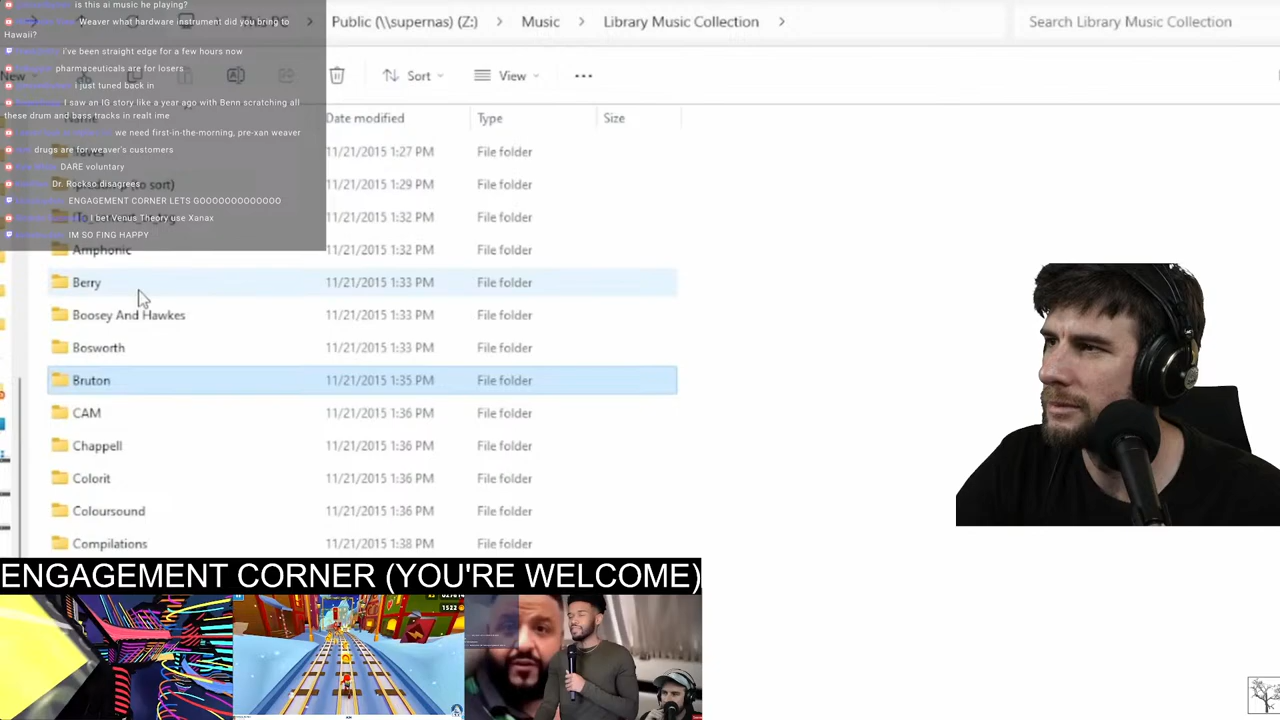 is this ai music he playing?
Weaver what hardware instrument did you bring to
Hawaii?
i've been straight edge for a few hours now
pharmaceuticals are for losers
I just tuned back in
I saw an IG story like a year ago with Benn scratching all
these drum and bass tracks in realt ime
we need first-in-the-morning, pre-xan weaver
drugs are for weaver's customers
DARE voluntary
Dr. Rockso disagrees
ENGAGEMENT CORNER LETS GOOOOOOOOOOOOO
I bet Venus Theory use Xanax
IM SO FING HAPPY
Public (\\supernas) (Z:) > Music > Library Music Collection >
Search Library Music Collection
New
Sort
View
Date modified
Type
Size
11/21/2015 1:27 PM File folder
(to sort) 11/21/2015 1:29 PM File folder
11/21/2015 1:32 PM File folder
Amphonic 11/21/2015 1:32 PM File folder
Berry 11/21/2015 1:33 PM File folder
Boosey And Hawkes 11/21/2015 1:33 PM File folder
Bosworth 11/21/2015 1:33 PM File folder
Bruton 11/21/2015 1:35 PM File folder
CAM 11/21/2015 1:36 PM File folder
Chappell 11/21/2015 1:36 PM File folder
Colorit 11/21/2015 1:36 PM File folder
Coloursound 11/21/2015 1:36 PM File folder
Compilations 11/21/2015 1:38 PM File folder
ENGAGEMENT CORNER (YOU'RE WELCOME)
1522